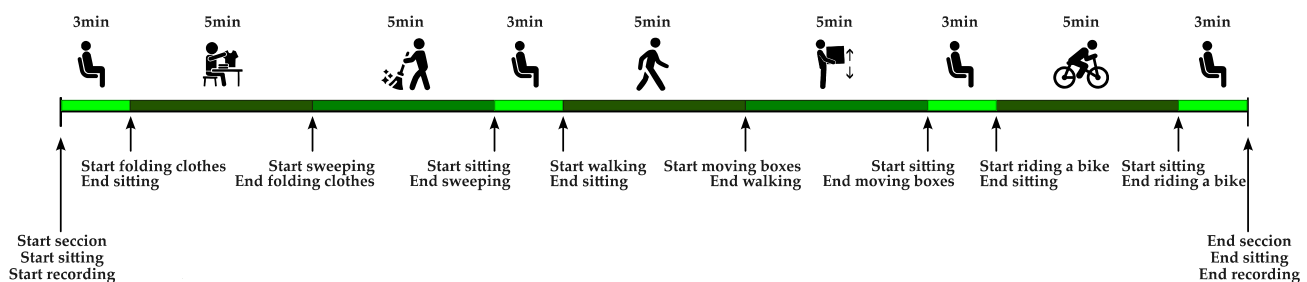 3min
5min
5min
3min
5min
5min
3min
5min
3min
Start folding clothes
End sitting
Start sweeping
End folding clothes
Start sitting
End sweeping
Start walking
End sitting
Start moving boxes
End walking
Start sitting
End moving boxes
Start riding a bike
End sitting
Start sitting
End riding a bike
Start seccion
Start sitting
Start recording
End seccion
End sitting
End recording